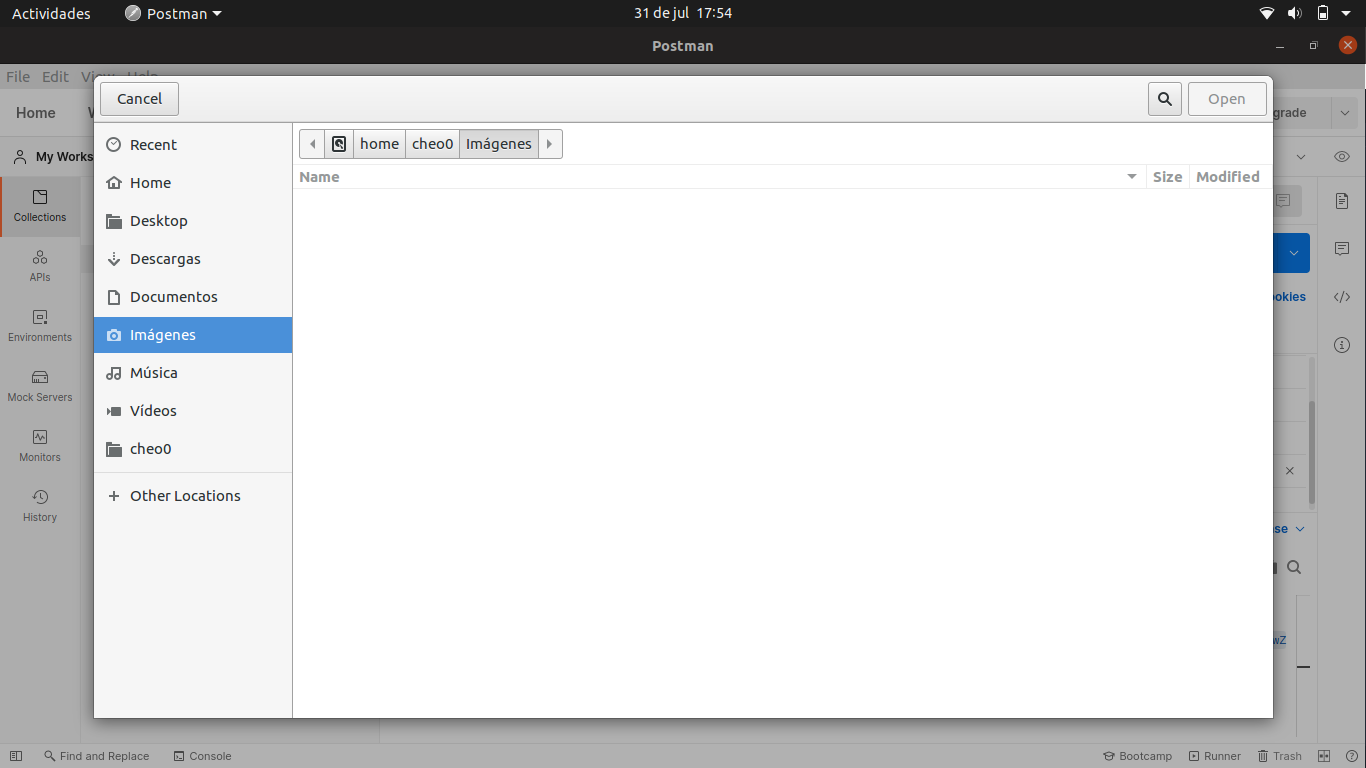 Actividades Postman 31 de jul 17:54
Postman
File Edit View Help
Cancel Open
Home grade
Recent home cheo0 Imágenes
My Works
Name Size Modified
Home
Collections
Desktop
Descargas
APIs
Documentos
okies
Environments
Imágenes
Música
Mock Servers
Vídeos
cheo0
Monitors
Other Locations
History
se
wZ
Find and Replace Console Bootcamp Runner Trash